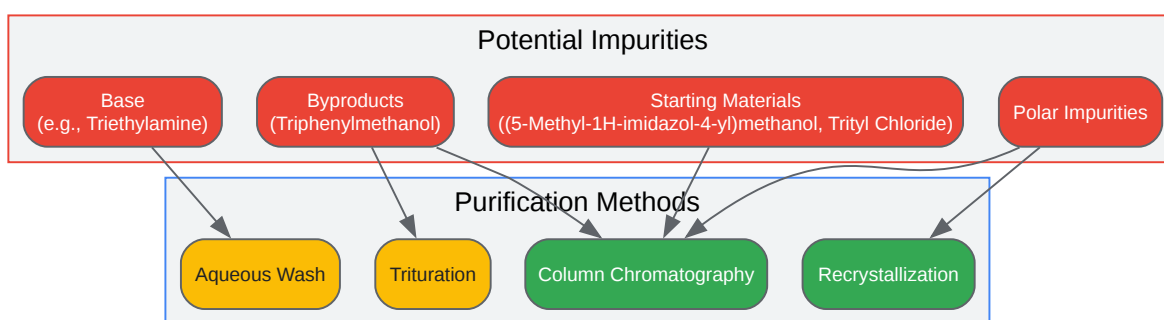 Potential Impurities
Base
(e.g., Triethylamine)
Byproducts
(Triphenylmethanol)
Starting Materials
((5-Methyl-1H-imidazol-4-yl)methanol, Trityl Chloride)
Polar Impurities
Purification Methods
Aqueous Wash
Trituration
Column Chromatography
Recrystallization